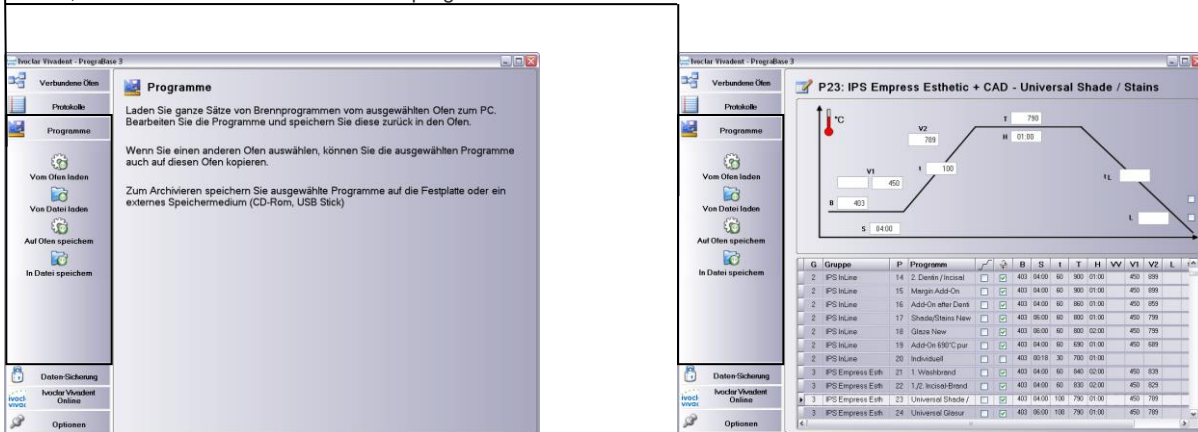 Ivoclar Vivadent - PrograBase 3
Verbundene Öfen
Protokolle
Programme
Vom Ofen laden
Von Datei laden
Auf Ofen speichern
In Datei speichern
Daten-Sicherung
Ivoclar Vivadent
Online
Optionen
Programme
Laden Sie ganze Sätze von Brennprogrammen vom ausgewählten Ofen zum PC.
Bearbeiten Sie die Programme und speichern Sie diese zurück in den Ofen.
Wenn Sie einen anderen Ofen auswählen, können Sie die ausgewählten Programme
auch auf diesen Ofen kopieren.
Zum Archivieren speichern Sie ausgewählte Programme auf die Festplatte oder ein
externes Speichermedium (CD-Rom, USB Stick)
Ivoclar Vivadent - PrograBase 3
Verbundene Öfen
Protokolle
Programme
Vom Ofen laden
Von Datei laden
Auf Ofen speichern
In Datei speichern
Daten-Sicherung
Ivoclar Vivadent
Online
Optionen
P23: IPS Empress Esthetic + CAD - Universal Shade / Stains
°C
T 790
V2
789
H 01:00
t 100
V1
450
tL
B 403
L
S 04:00
G Gruppe P Programm B S t T H VV V1 V2 L
2 IPS InLine 14 2. Dentin / Incisal 403 04:00 60 900 01:00 450 899
2 IPS InLine 15 Margin Add-On 403 04:00 60 900 01:00 450 899
2 IPS InLine 16 Add-On after Denti 403 04:00 60 860 01:00 450 859
2 IPS InLine 17 Shade/Stains New 403 06:00 60 800 01:00 450 799
2 IPS InLine 18 Glaze New 403 06:00 60 800 02:00 450 799
2 IPS InLine 19 Add-On 690°C pur 403 04:00 60 690 01:00 450 689
2 IPS InLine 20 Individuell 403 00:18 30 700 01:00
3 IPS Empress Esth 21 1. Washbrand 403 04:00 60 840 02:00 450 839
3 IPS Empress Esth 22 1./2. Incisal-Brand 403 04:00 60 830 02:00 450 829
3 IPS Empress Esth 23 Universal Shade / 403 04:00 100 790 01:00 450 789
3 IPS Empress Esth 24 Universal Glasur 403 06:00 100 790 01:00 450 789